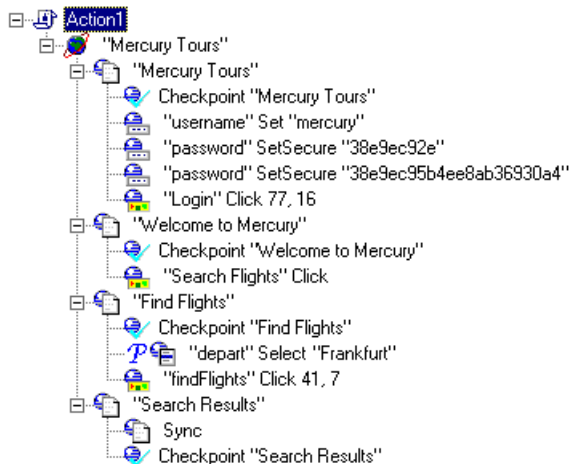 Action1
"Mercury Tours"
"Mercury Tours"
Checkpoint "Mercury Tours"
"username" Set "mercury"
"password" SetSecure "38e9ec92e"
"password" SetSecure "38e9ec95b4ee8ab36930a4"
"Login" Click 77, 16
"Welcome to Mercury"
Checkpoint "Welcome to Mercury"
"Search Flights" Click
"Find Flights"
Checkpoint "Find Flights"
"depart" Select "Frankfurt"
"findFlights" Click 41, 7
"Search Results"
Sync
Checkpoint "Search Results"